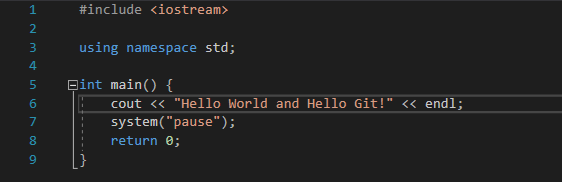 1 #include <iostream>
2
3 using namespace std;
4
5 int main() {
6 cout << "Hello World and Hello Git!" << endl;
7 system("pause");
8 return 0;
9 }